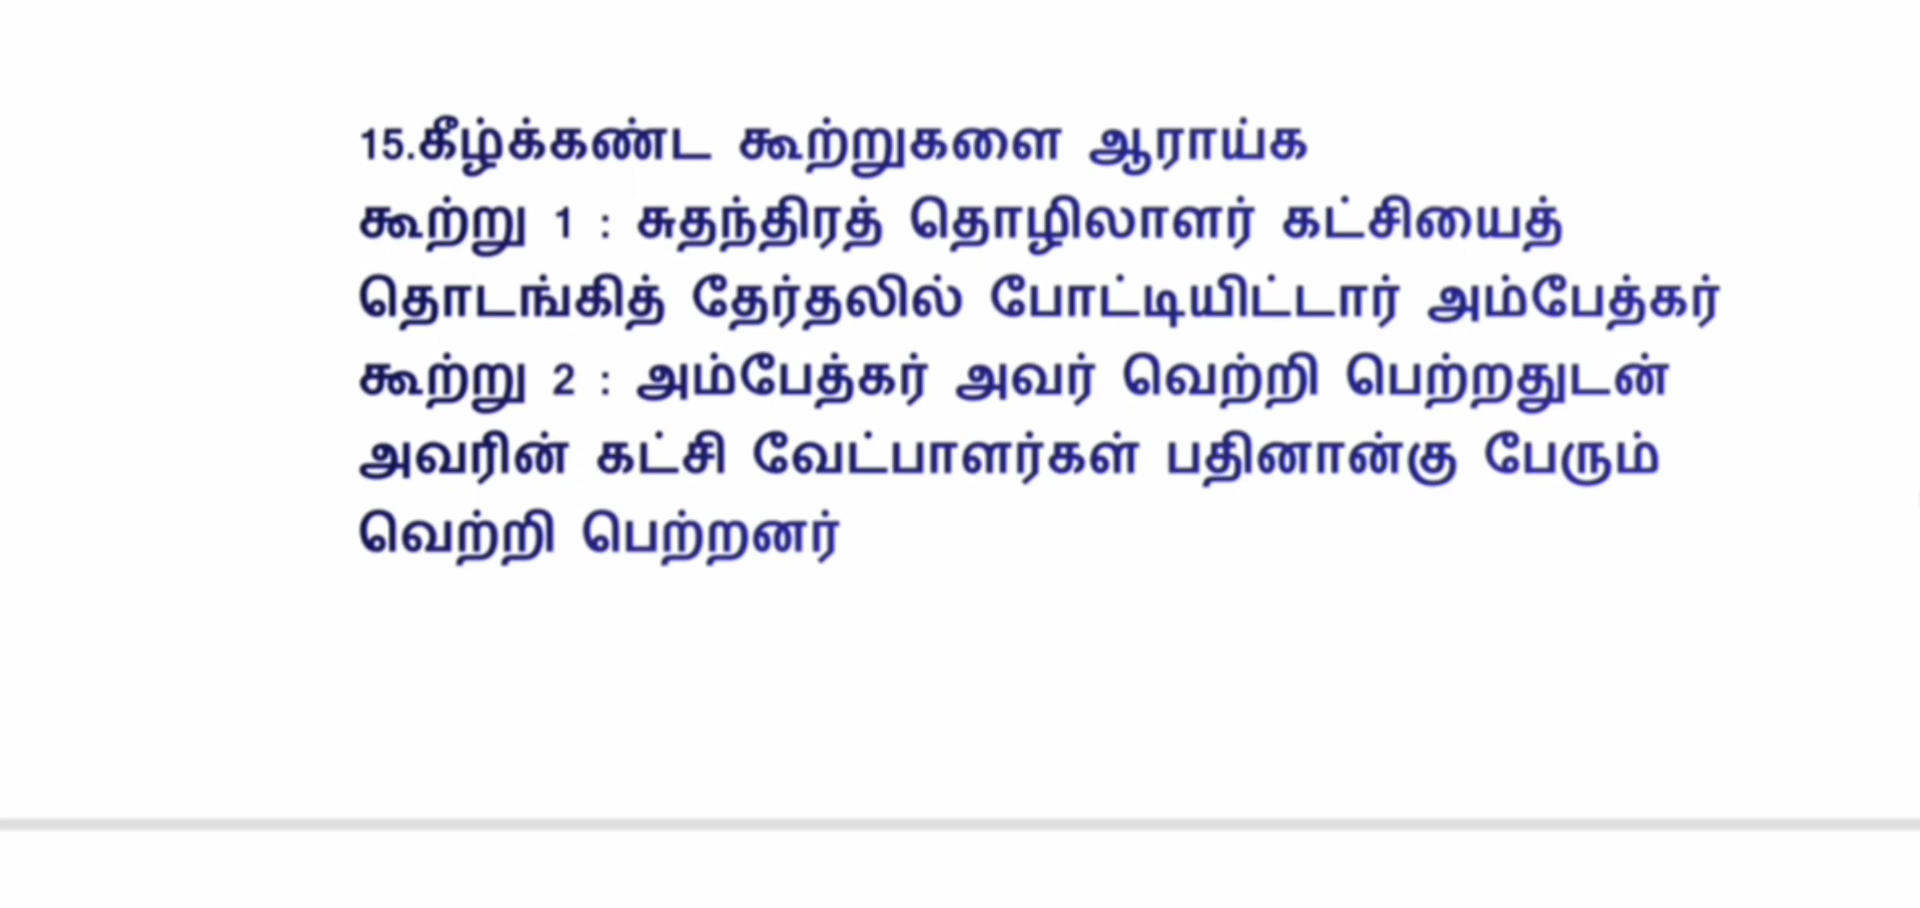 15.கீழ்க்கண்ட கூற்றுகளை ஆராய்க
கூற்று 1 : சுதந்திரத் தொழிலாளர் கட்சியைத்
தொடங்கித் தேர்தலில் போட்டியிட்டார் அம்பேத்கர்
கூற்று 2 : அம்பேத்கர் அவர் வெற்றி பெற்றதுடன்
அவரின் கட்சி வேட்பாளர்கள் பதினான்கு பேரும்
வெற்றி பெற்றனர்